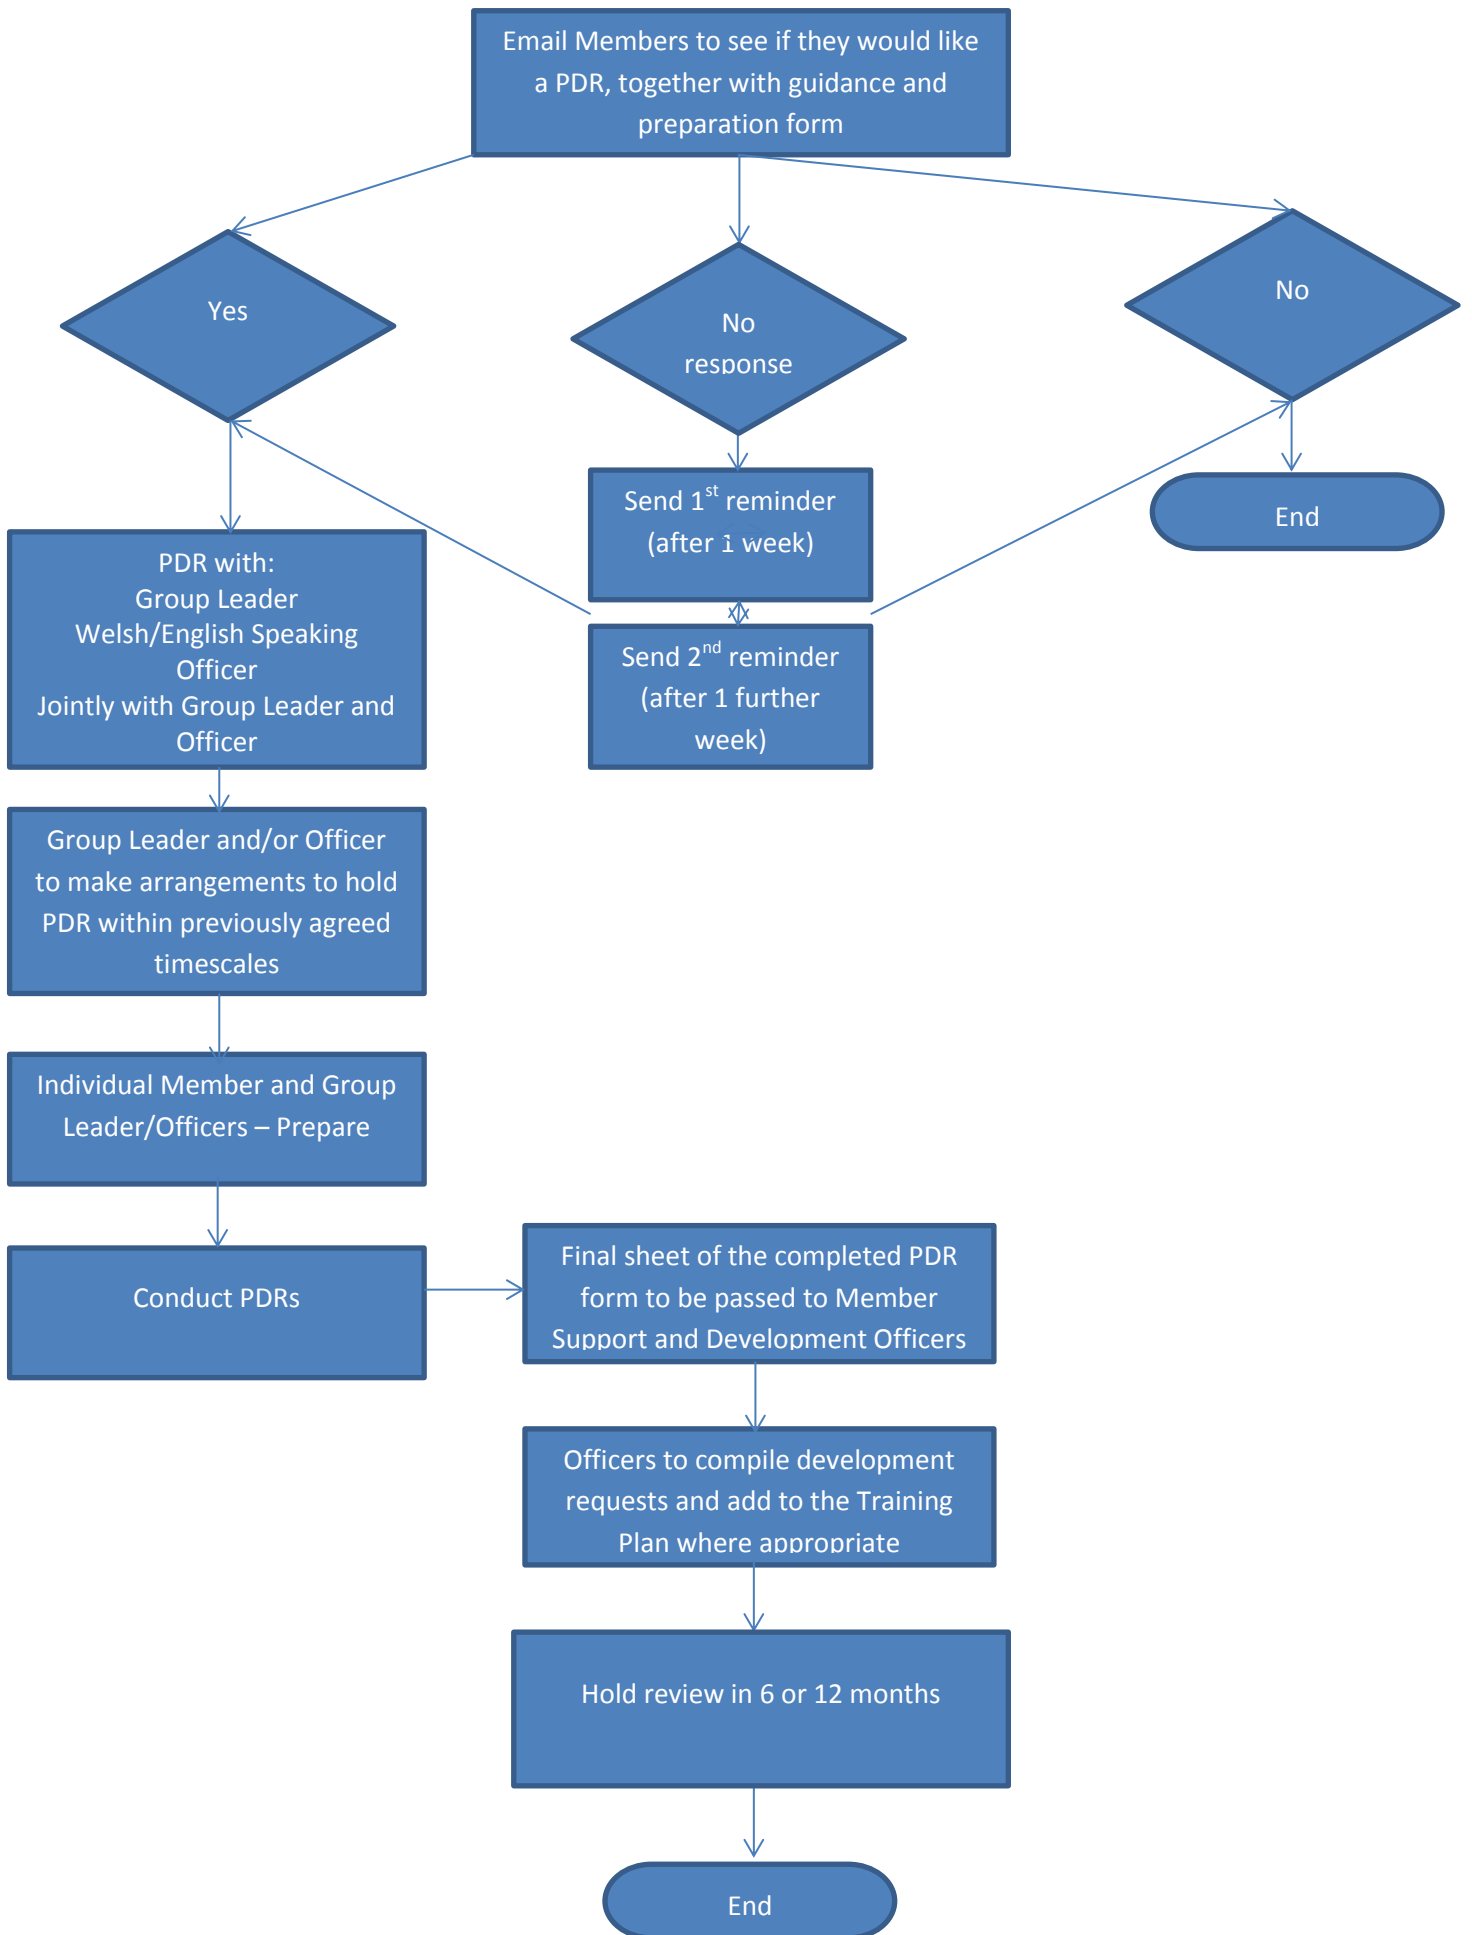 Email Members to see if they would like
a PDR, together with guidance and
preparation form
Yes
No
response
No
Send 1st reminder
(after 1 week)
End
PDR with:
Group Leader
Welsh/English Speaking
Officer
Jointly with Group Leader and
Officer
Send 2nd reminder
(after 1 further
week)
Group Leader and/or Officer
to make arrangements to hold
PDR within previously agreed
timescales
Individual Member and Group
Leader/Officers – Prepare
Conduct PDRs
Final sheet of the completed PDR
form to be passed to Member
Support and Development Officers
Officers to compile development
requests and add to the Training
Plan where appropriate
Hold review in 6 or 12 months
End